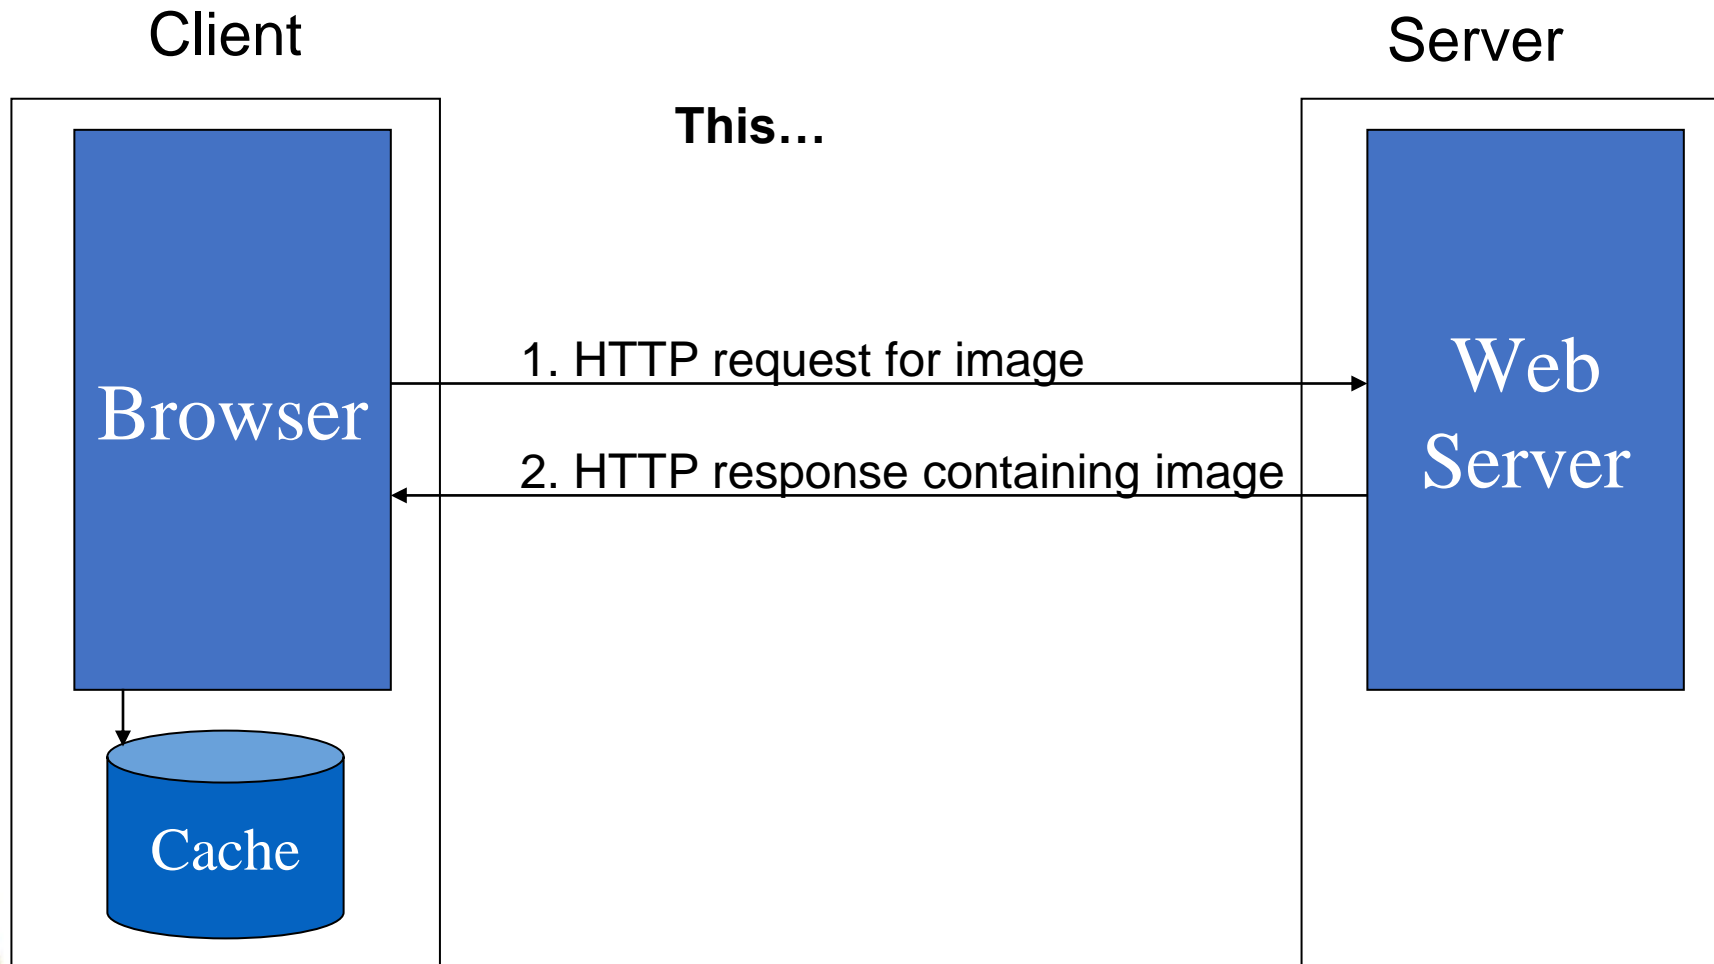 Client
Server
This…
1. HTTP request for image
Web
Server
Browser
2. HTTP response containing image
Cache